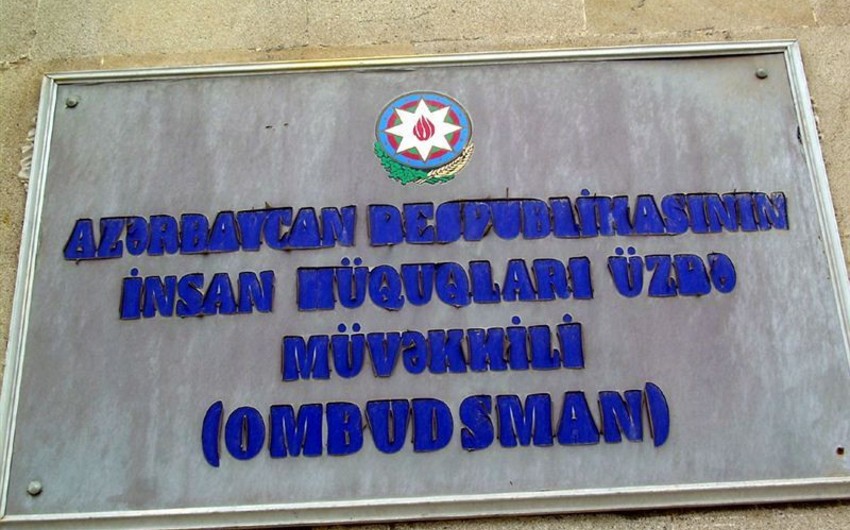 AZƏRBAYCAN RESPUBLİKASININ
İNSAN HÜQUQLARI ÜZRƏ
MÜVƏKKİLİ
(OMBUDSMAN)